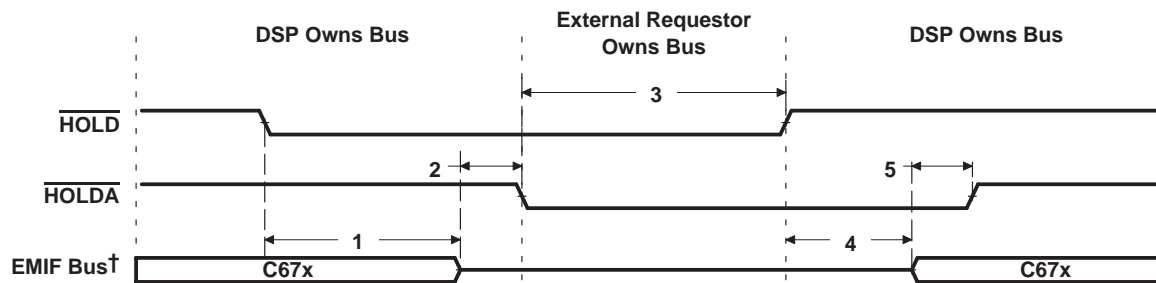 DSP Owns Bus
External Requestor
Owns Bus
DSP Owns Bus
3
HOLD
2
5
HOLDA
1
4
EMIF Bus†
C67x
C67x